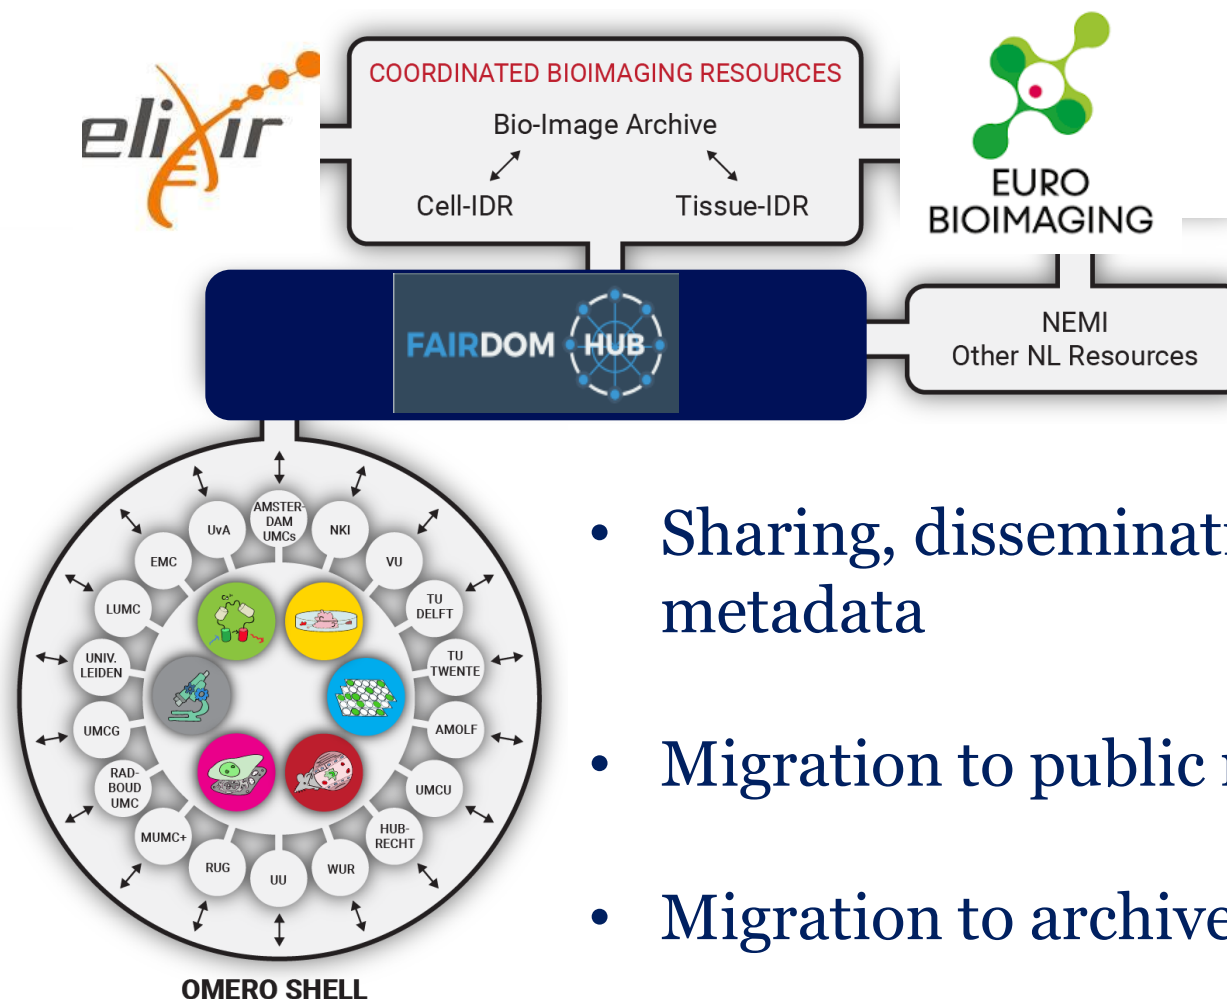 elixir
COORDINATED BIOIMAGING RESOURCES
Bio-Image Archive
Cell-IDR
Tissue-IDR
EURO
BIOIMAGING
FAIRDOM HUB
NEMI
Other NL Resources
AMSTER-
DAM
UMCs
NKI
VU
TU
DELFT
TU
TWENTE
AMOLF
UMCU
HUB-
RECHT
WUR
UU
RUG
MUMC+
RAD-
BOUD
UMC
UMCG
UNIV.
LEIDEN
LUMC
EMC
UvA
Ca²⁺
OMERO SHELL
• Sharing, disseminati
metadata
• Migration to public
• Migration to archive